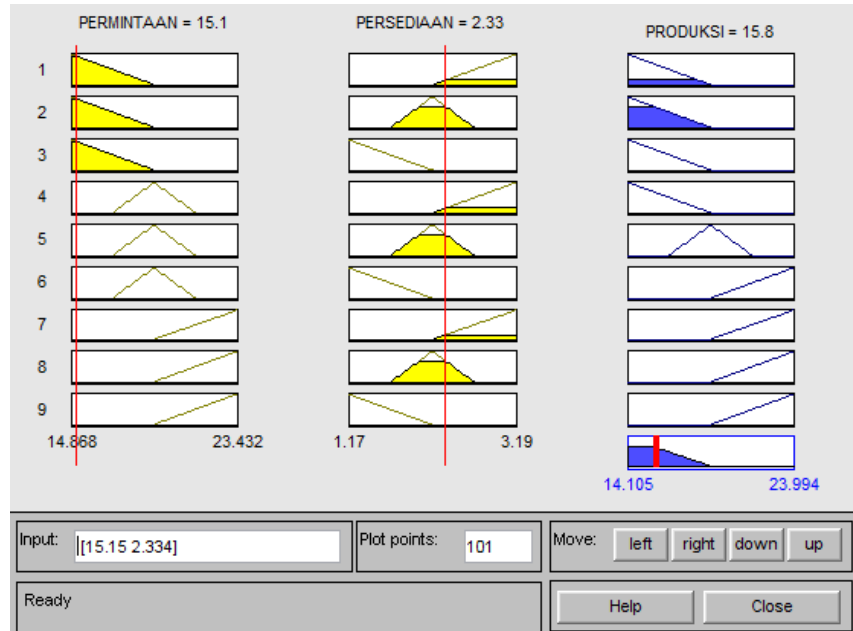 PERMINTAAN = 15.1
PERSEDIAAN = 2.33
PRODUKSI = 15.8
1
2
3
4
5
6
7
8
9
14.868
23.432
1.17
3.19
14.105
23.994
Input:
[15.15 2.334]
Plot points:
101
Move:
left
right
down
up
Ready
Help
Close